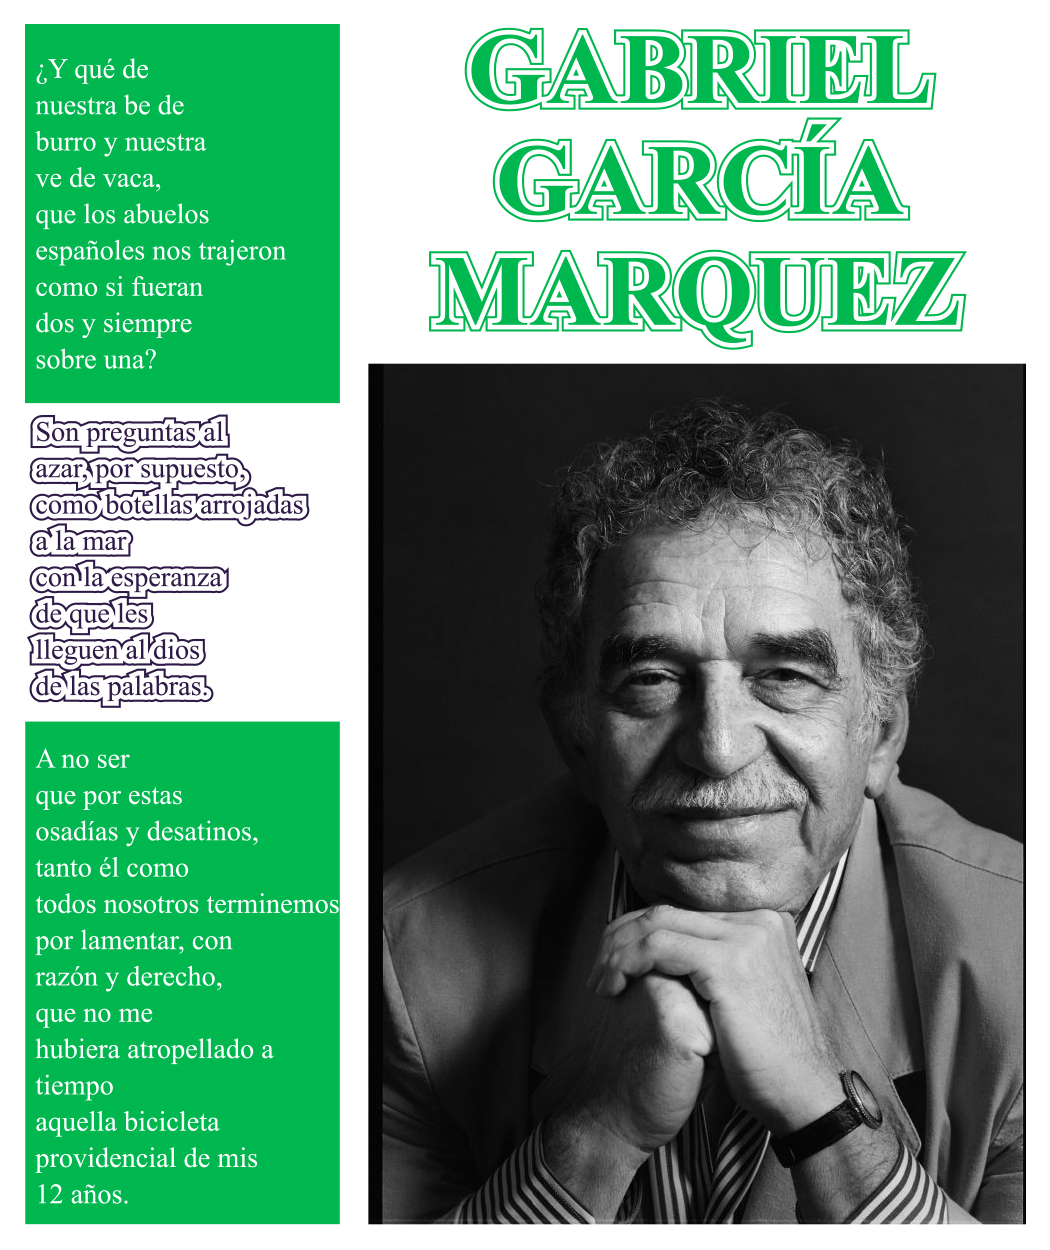 GABRIEL
GARCÍA
MARQUEZ
¿Y qué de
nuestra be de
burro y nuestra
ve de vaca,
que los abuelos
españoles nos trajeron
como si fueran
dos y siempre
sobre una?
Son preguntas al
azar, por supuesto,
como botellas arrojadas
a la mar
con la esperanza
de que les
lleguen al dios
de las palabras.
A no ser
que por estas
osadías y desatinos,
tanto él como
todos nosotros terminemos
por lamentar, con
razón y derecho,
que no me
hubiera atropellado a
tiempo
aquella bicicleta
providencial de mis
12 años.